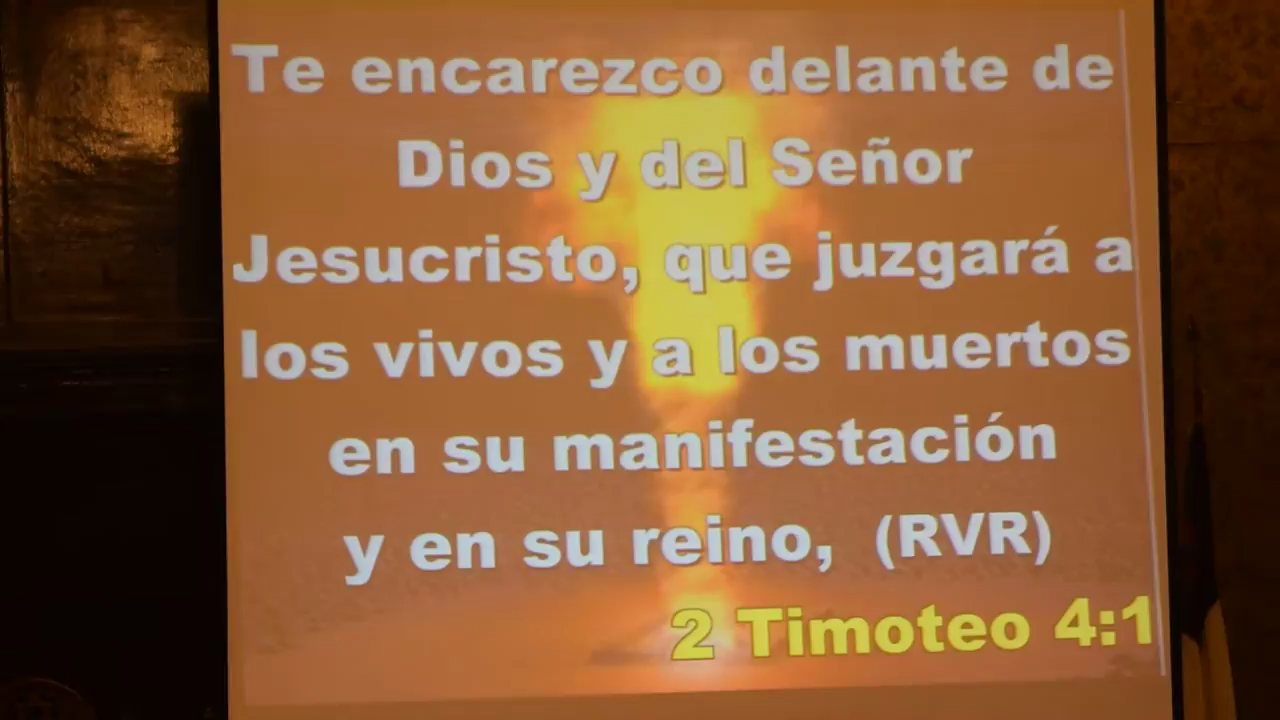 Te encarezco delante de
Dios y del Señor
Jesucristo, que juzgará a
los vivos y a los muertos
en su manifestación
y en su reino, (RVR)
2 Timoteo 4:1